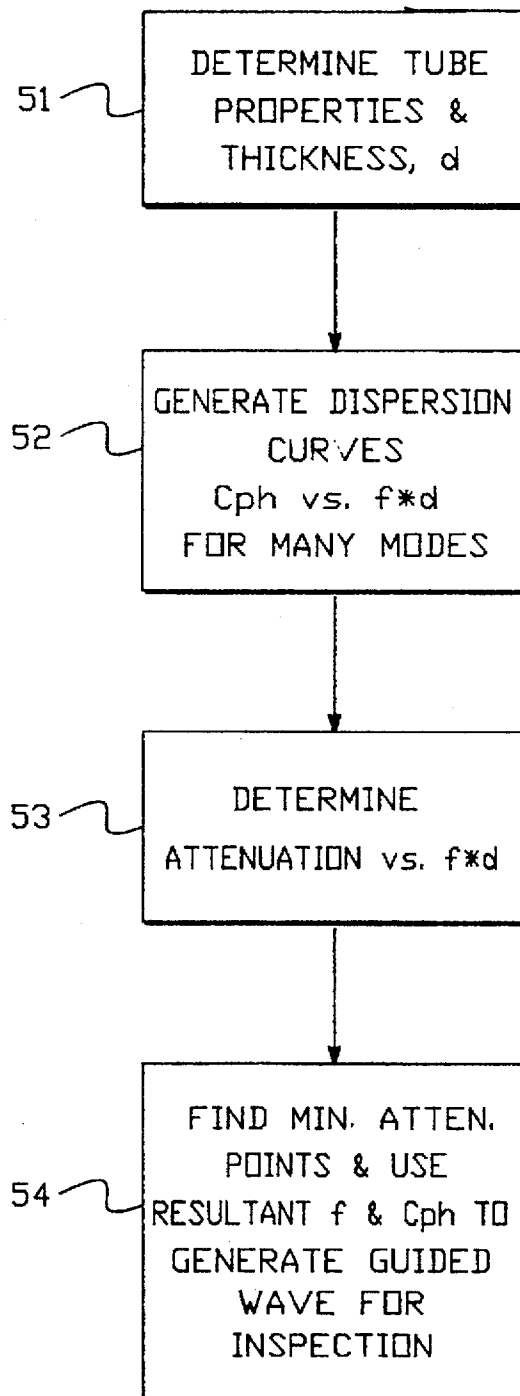 51
DETERMINE TUBE
PROPERTIES &
THICKNESS, d
52
GENERATE DISPERSION
CURVES
Cph vs. f*d
FOR MANY MODES
53
DETERMINE
ATTENUATION vs. f*d
54
FIND MIN. ATTEN.
POINTS & USE
RESULTANT f & Cph TO
GENERATE GUIDED
WAVE FOR
INSPECTION